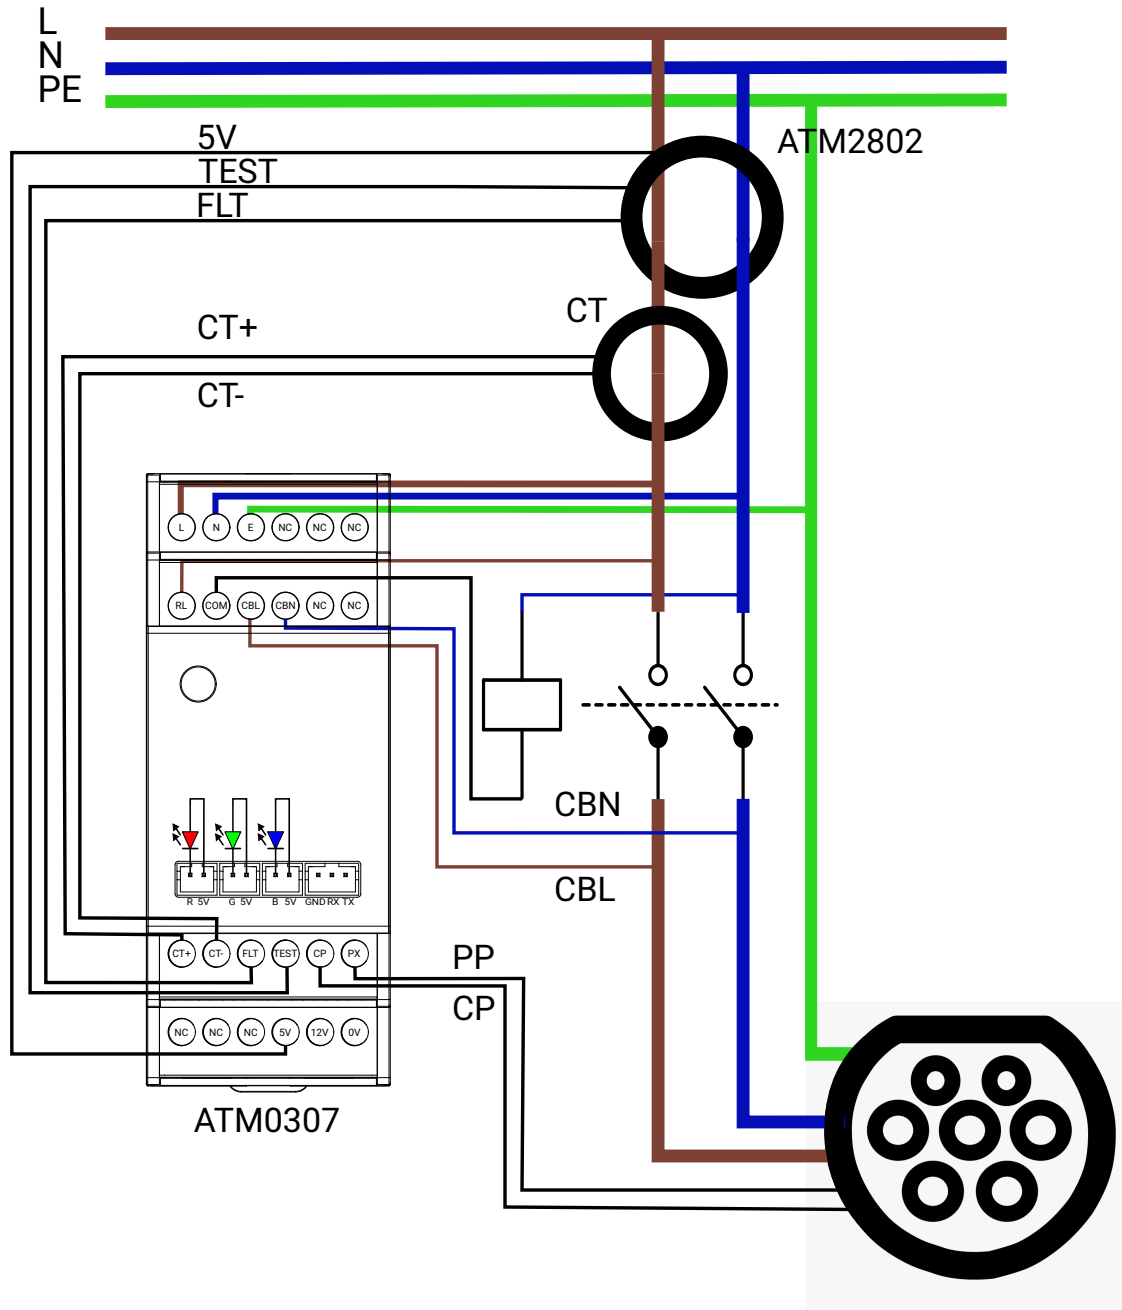 L
N
PE
5V
ATM2802
TEST
FLT
CT
CT+
CT-
L N E NC NC NC
RL COM CBL CBN NC NC
CBN
CBL
R 5V G 5V B 5V GND RX TX
CT+ CT- FLT TEST CP PX
PP
CP
NC NC NC 5V 12V 0V
ATM0307